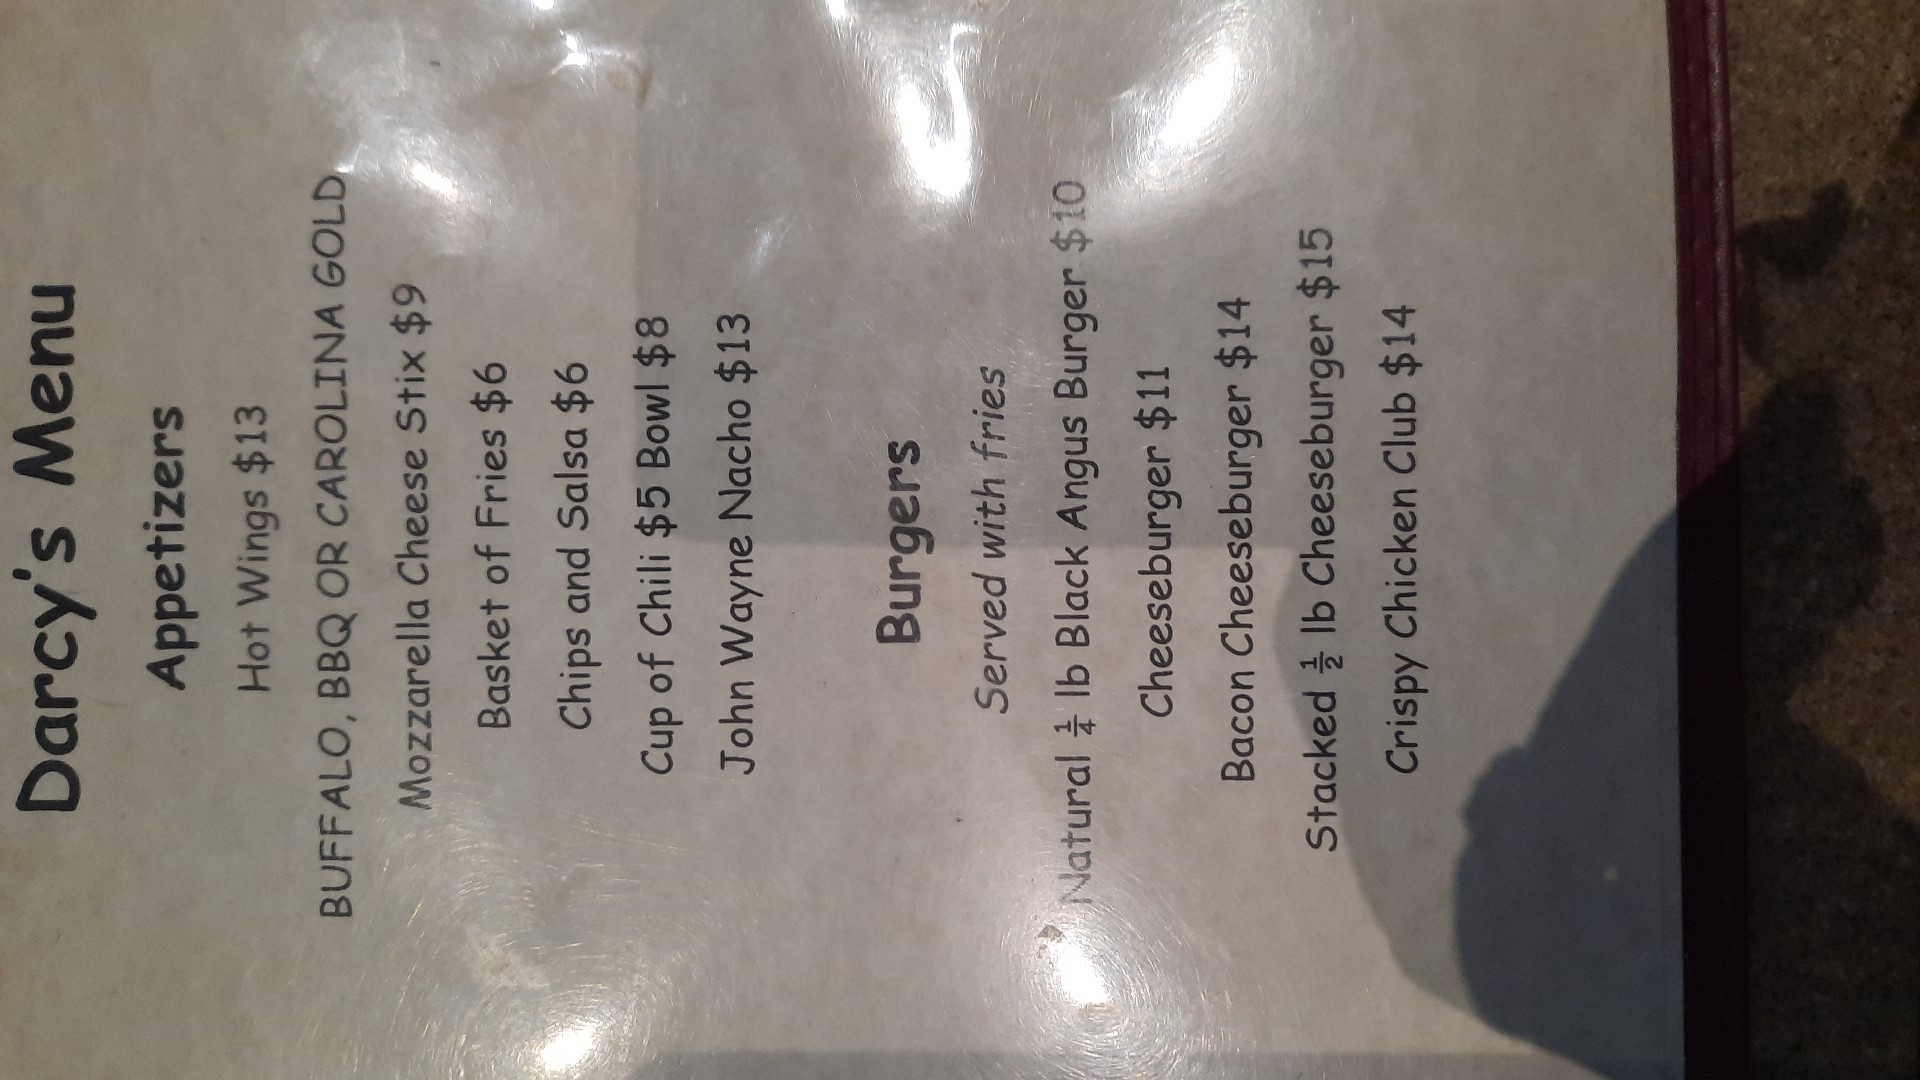 Darcy's Menu
Appetizers
Hot Wings $13
BUFFALO, BBQ OR CAROLINA GOLD
Mozzarella Cheese Stix $9
Basket of Fries $6
Chips and Salsa $6
Cup of Chili $5 Bowl $8
John Wayne Nacho $13
Burgers
Served with fries
Natural ¼ lb Black Angus Burger $10
Cheeseburger $11
Bacon Cheeseburger $14
Stacked ½ lb Cheeseburger $15
Crispy Chicken Club $14